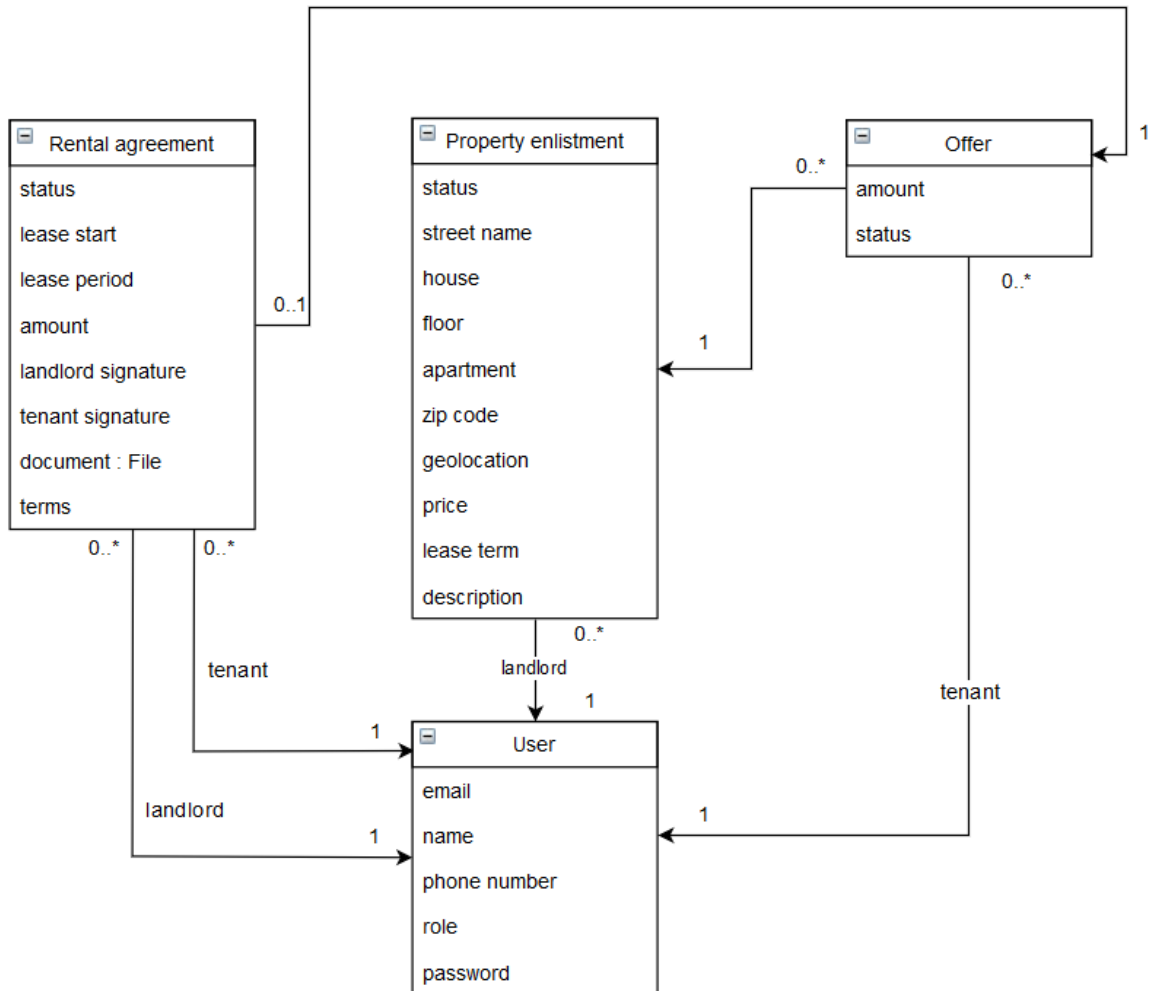 1
Rental agreement
status
lease start
lease period
amount
landlord signature
tenant signature
document : File
terms
0..1
Property enlistment
status
street name
house
floor
apartment
zip code
geolocation
price
lease term
description
Offer
amount
status
0..*
1
0..*
0..*
0..*
0..*
landlord
1
tenant
1
landlord
1
tenant
1
User
email
name
phone number
role
password